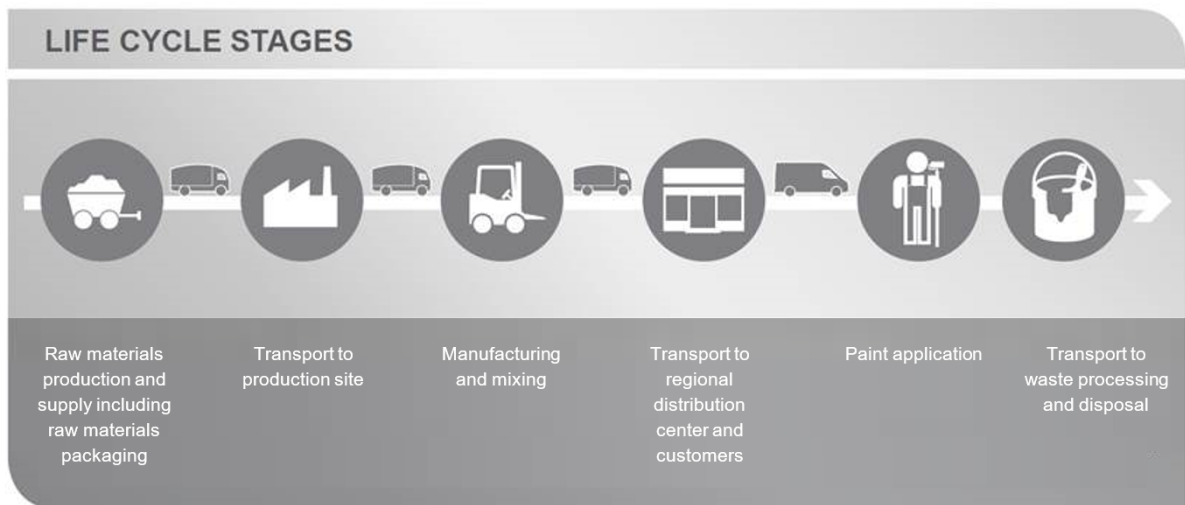 LIFE CYCLE STAGES
Raw materials
production and
supply including
raw materials
packaging
Transport to
production site
Manufacturing
and mixing
Transport to
regional
distribution
center and
customers
Paint application
Transport to
waste processing
and disposal